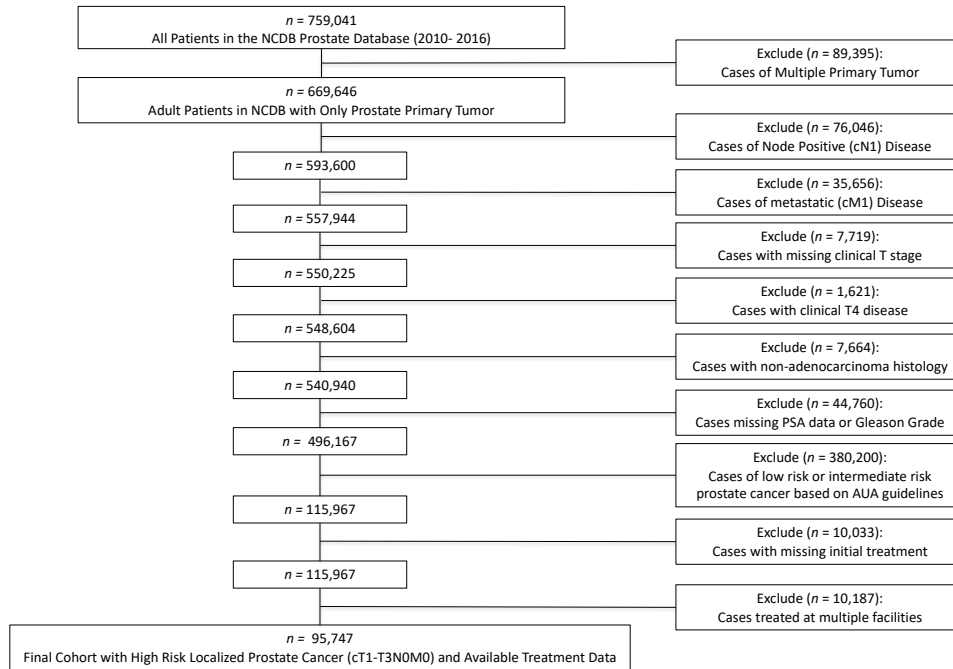 n = 759,041
All Patients in the NCDB Prostate Database (2010- 2016)
Exclude (n = 89,395):
Cases of Multiple Primary Tumor
n = 669,646
Adult Patients in NCDB with Only Prostate Primary Tumor
Exclude (n = 76,046):
Cases of Node Positive (cN1) Disease
n = 593,600
Exclude (n = 35,656):
Cases of metastatic (cM1) Disease
n = 557,944
Exclude (n = 7,719):
Cases with missing clinical T stage
n = 550,225
Exclude (n = 1,621):
Cases with clinical T4 disease
n = 548,604
Exclude (n = 7,664):
Cases with non-adenocarcinoma histology
n = 540,940
Exclude (n = 44,760):
Cases missing PSA data or Gleason Grade
n = 496,167
Exclude (n = 380,200):
Cases of low risk or intermediate risk
prostate cancer based on AUA guidelines
n = 115,967
Exclude (n = 10,033):
Cases with missing initial treatment
n = 115,967
Exclude (n = 10,187):
Cases treated at multiple facilities
n = 95,747
Final Cohort with High Risk Localized Prostate Cancer (cT1-T3N0M0) and Available Treatment Data